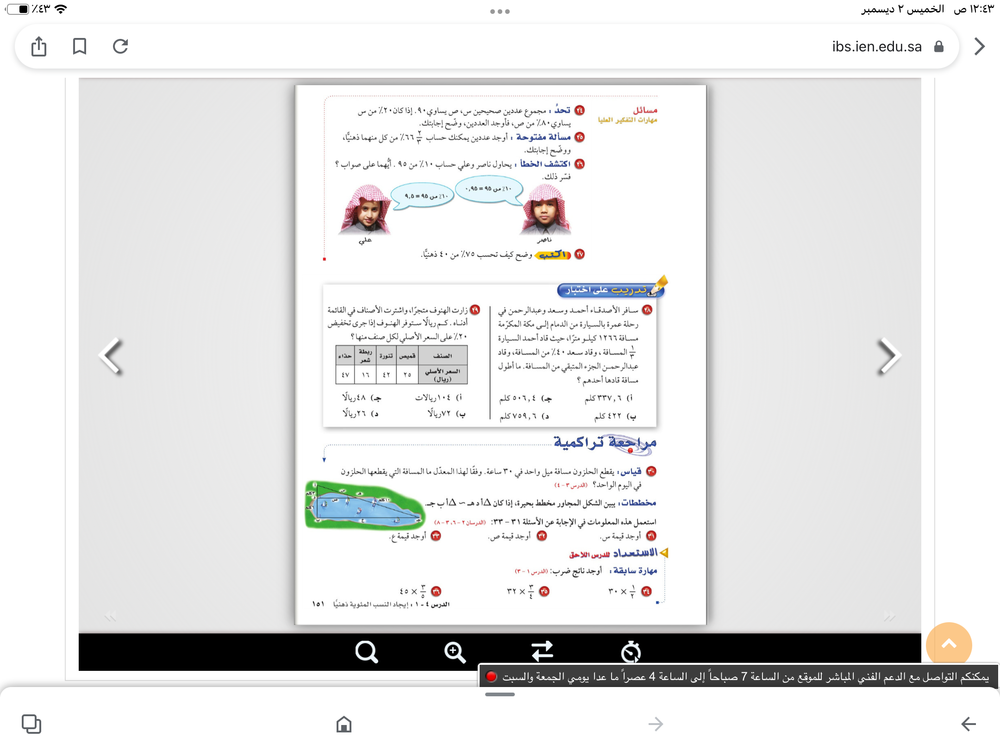 ١٢:٤٣ ص الخميس ٢ ديسمبر
٪٤٣
ibs.ien.edu.sa
مسائل
مهارات التفكير العليا
٢٤ تحدٍّ : مجموع عددين صحيحين س، ص يساوي ٩٠. إذا كان ٢٠٪ من س
يساوي ٨٠٪ من ص، فأوجد العددين، وضّح إجابتك.
٢٥ مسألة مفتوحة : أوجد عددين يمكنك حساب ٢/٣ ٦٦٪ من كل منهما ذهنيًّا،
ووضّح إجابتك.
٢٦ اكتشف الخطأ : يحاول ناصر وعلي حساب ١٠٪ من ٩٥ . أيُّهما على صواب ؟
فسّر ذلك.
١٠٪ من ٩٥ = ٠,٩٥
١٠٪ من ٩٥ = ٩,٥
ناصر
علي
٢٧ اكتب وضح كيف تحسب ٧٥٪ من ٤٠ ذهنيًّا.
تدريب على اختبار
٢٨ سافر الأصدقاء أحمد وسعد وعبدالرحمن في
رحلة عمرة بالسيارة من الدمام إلى مكة المكرّمة
مسافة ١٢٦٦ كيلو مترًا، حيث قاد أحمد السيارة
١/٣ المسافة ، وقاد سعد ٤٠٪ من المسافة، وقاد
عبدالرحمن الجزء المتبقي من المسافة. ما أطول
مسافة قادها أحدهم ؟
أ) ٣٣٧,٦ كلم
جـ) ٥٠٦,٤ كلم
ب) ٤٢٢ كلم
د) ٧٥٩,٦ كلم
٢٩ زارت الهنوف متجرًا، واشترت الأصناف في القائمة
أدناه . كم ريالًا ستوفر الهنوف إذا جرى تخفيض
٢٠٪ على السعر الأصلي لكل صنف منها ؟
الصنف قميص تنورة ربطة شعر حذاء
السعر الأصلي (ريال) ٢٥ ٤٢ ١٦ ٤٧
أ) ١٠٤ ريالات
جـ) ٤٨ ريالًا
ب) ٧٢ ريالًا
د) ٢٦ ريالًا
مراجعة تراكمية
٣٠ قياس : يقطع الحلزون مسافة ميل واحد في ٣٠ ساعة. وفقًا لهذا المعدّل ما المسافة التي يقطعها الحلزون
في اليوم الواحد؟ (الدرس ٣ - ٤)
مخططات : يبين الشكل المجاور مخطط بحيرة، إذا كان △أ د هـ ~ △أ ب جـ.
استعمل هذه المعلومات في الإجابة عن الأسئلة ٣١ - ٣٣: (الدرسان ٢ - ٦، ٣ - ٨)
أ
س
هـ
٣ كلم
د
ص
١٠ كلم
٦ كلم
ب
ع
جـ
٣١ أوجد قيمة س.
٣٢ أوجد قيمة ص.
٣٣ أوجد قيمة ع.
الاستعداد للدرس اللاحق
مهارة سابقة : أوجد ناتج ضرب: (الدرس ١ - ٣)
٣٤ ١/٢ × ٣٠
٣٥ ٣/٤ × ٣٢
٣٦ ٣/٥ × ٤٥
الدرس ٤ - ١ : إيجاد النسب المئوية ذهنيًّا ١٥١
يمكنكم التواصل مع الدعم الفني المباشر للموقع من الساعة 7 صباحاً إلى الساعة 4 عصراً ما عدا يومي الجمعة والسبت